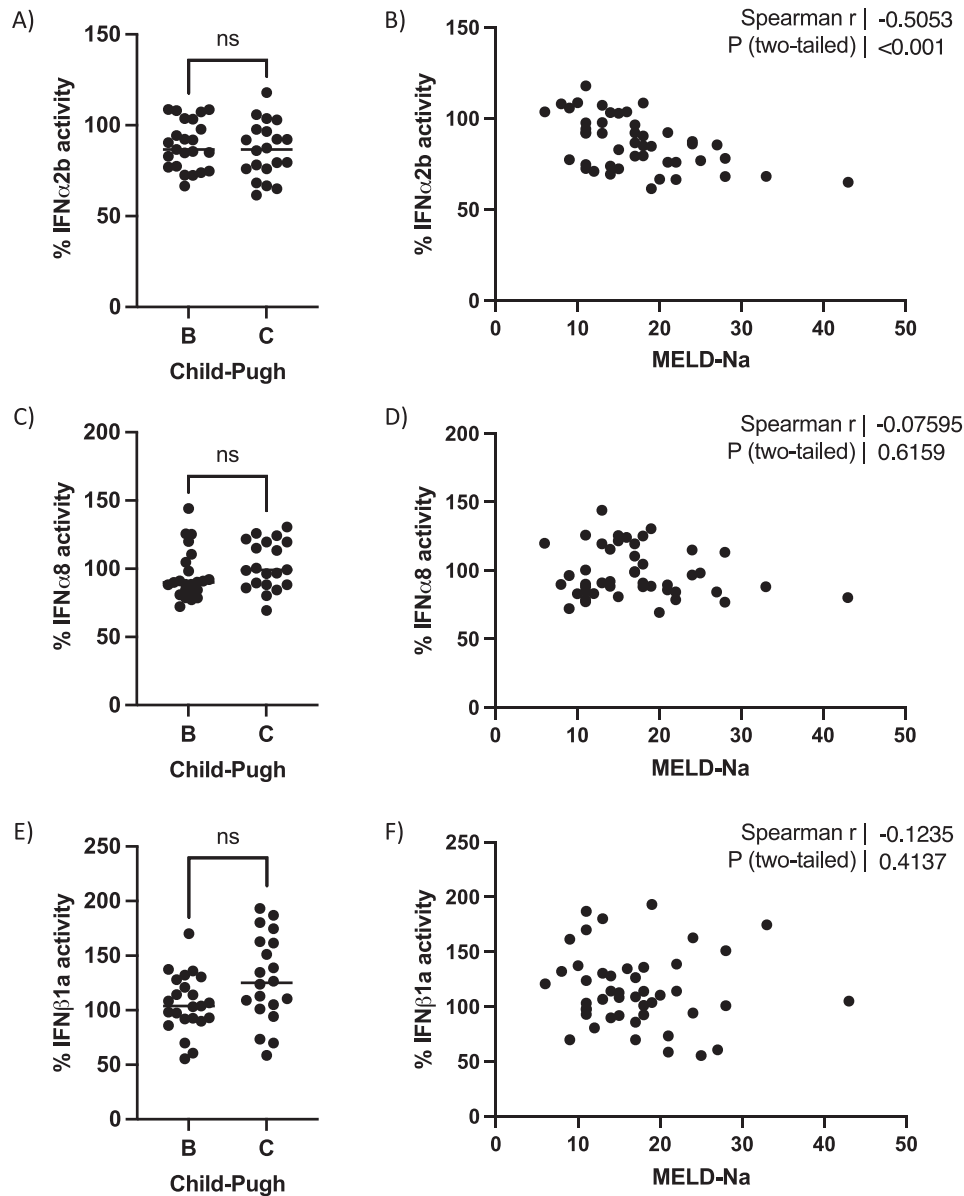 A)
% IFNα2b activity
150
100
50
0
ns
B C
Child-Pugh
B)
Spearman r | -0.5053
P (two-tailed) | <0.001
% IFNα2b activity
150
100
50
0
0 10 20 30 40 50
MELD-Na
C)
% IFNα8 activity
200
150
100
50
0
ns
B C
Child-Pugh
D)
Spearman r | -0.07595
P (two-tailed) | 0.6159
% IFNα8 activity
200
150
100
50
0
0 10 20 30 40 50
MELD-Na
E)
% IFNβ1a activity
250
200
150
100
50
0
ns
B C
Child-Pugh
F)
Spearman r | -0.1235
P (two-tailed) | 0.4137
% IFNβ1a activity
250
200
150
100
50
0
0 10 20 30 40 50
MELD-Na